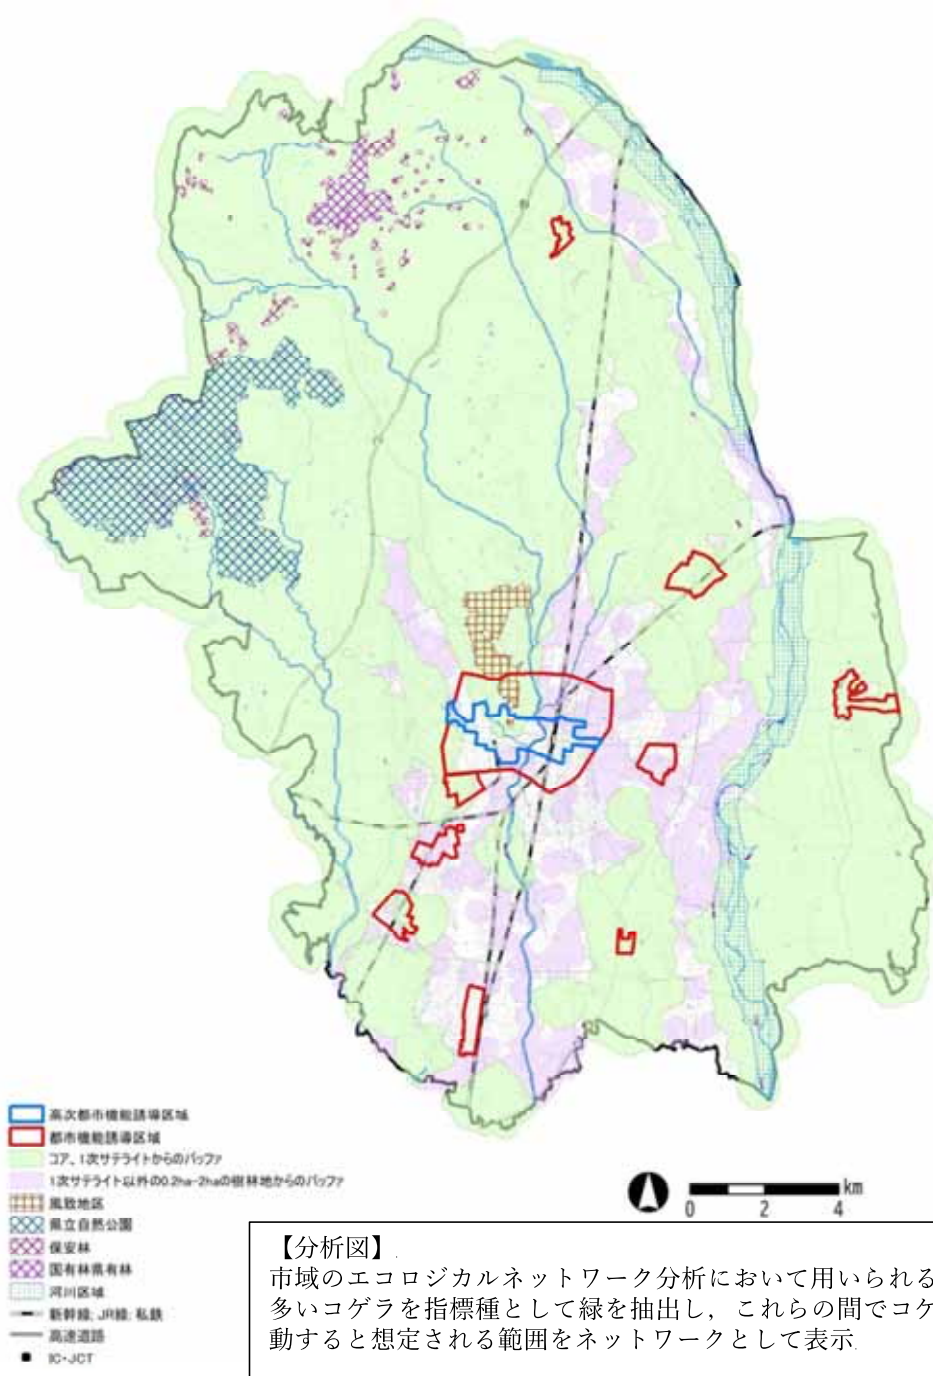 高次都市機能誘導区域
都市機能誘導区域
コア、1次サテライトからのバッファ
1次サテライト以外の0.2ha-2haの樹林地からのバッファ
風致地区
県立自然公園
保安林
国有林県有林
河川区域
新幹線; JR線; 私鉄
高速道路
IC・JCT
km
0 2 4
【分析図】
市域のエコロジカルネットワーク分析において用いられる
多いコゲラを指標種として緑を抽出し，これらの間でコゲ
動すると想定される範囲をネットワークとして表示.